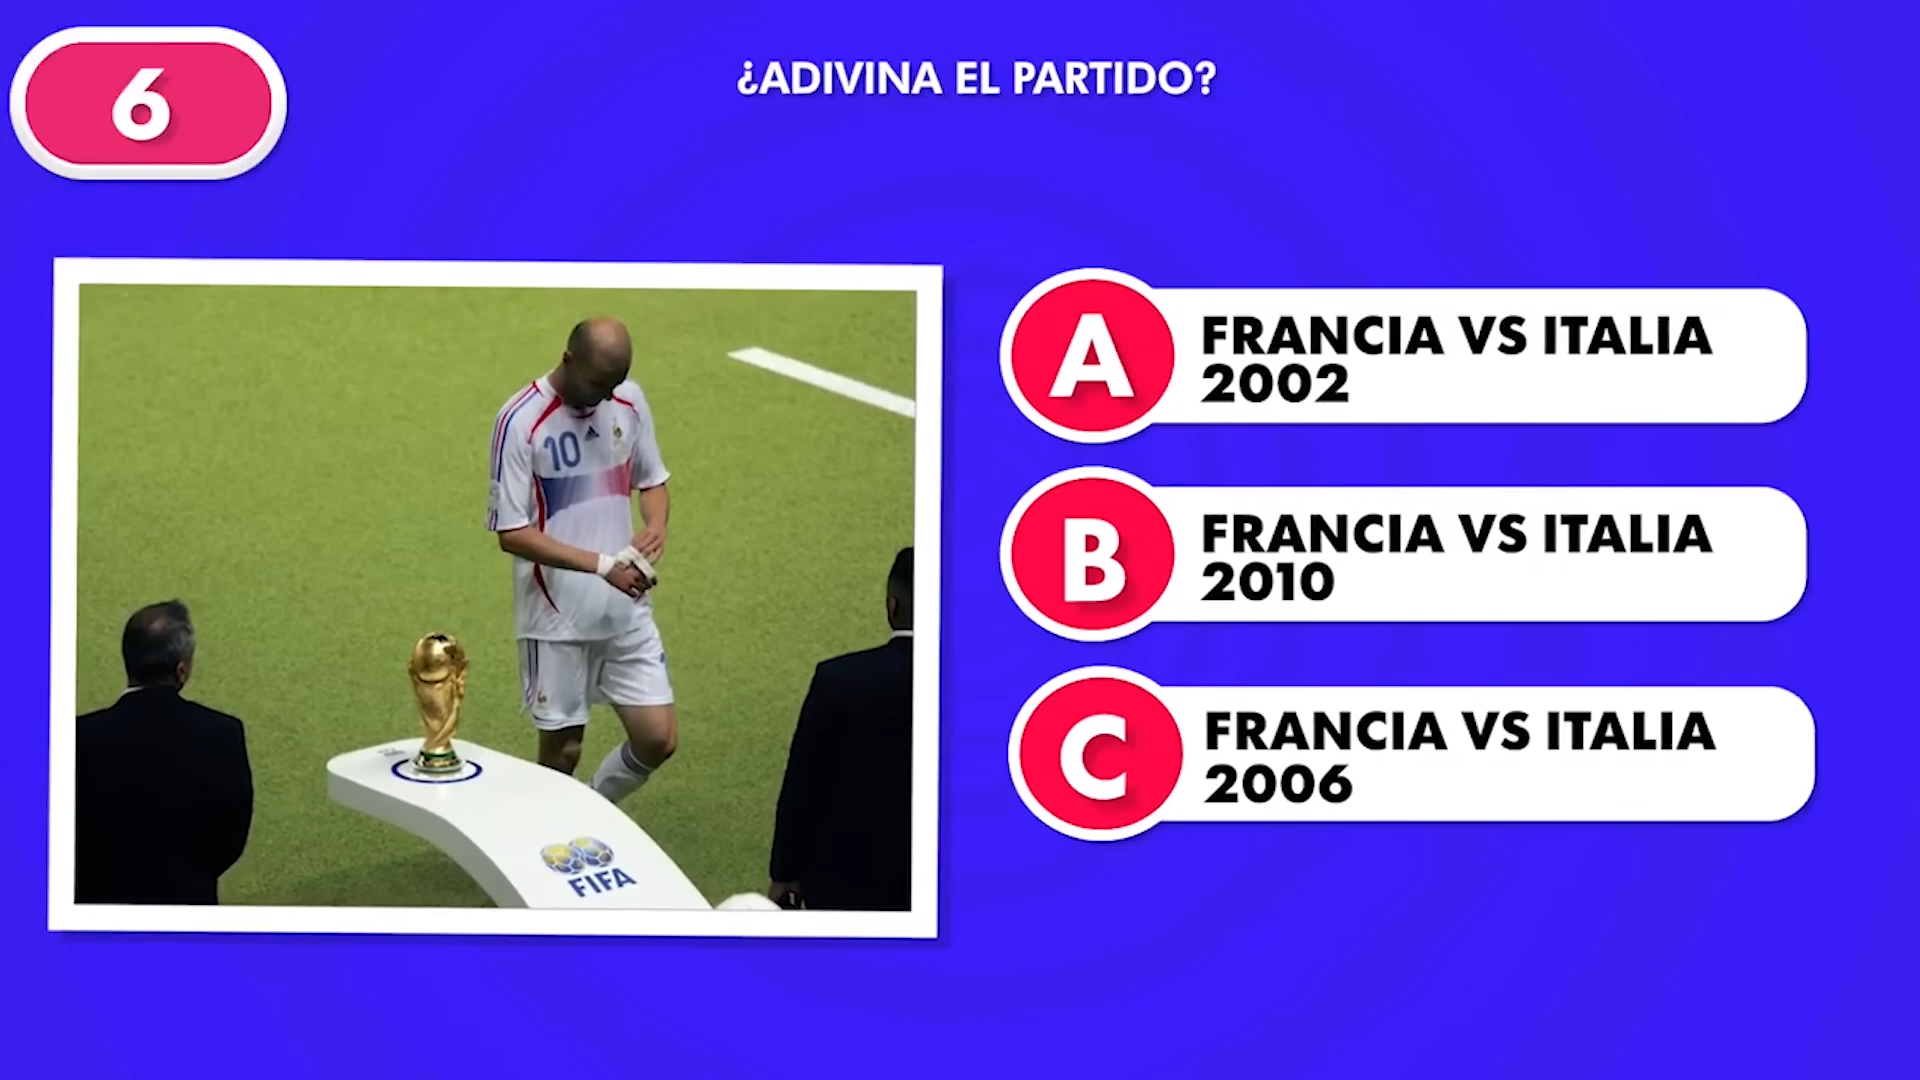 6
¿ADIVINA EL PARTIDO?
10
FIFA
A
FRANCIA VS ITALIA
2002
B
FRANCIA VS ITALIA
2010
C
FRANCIA VS ITALIA
2006